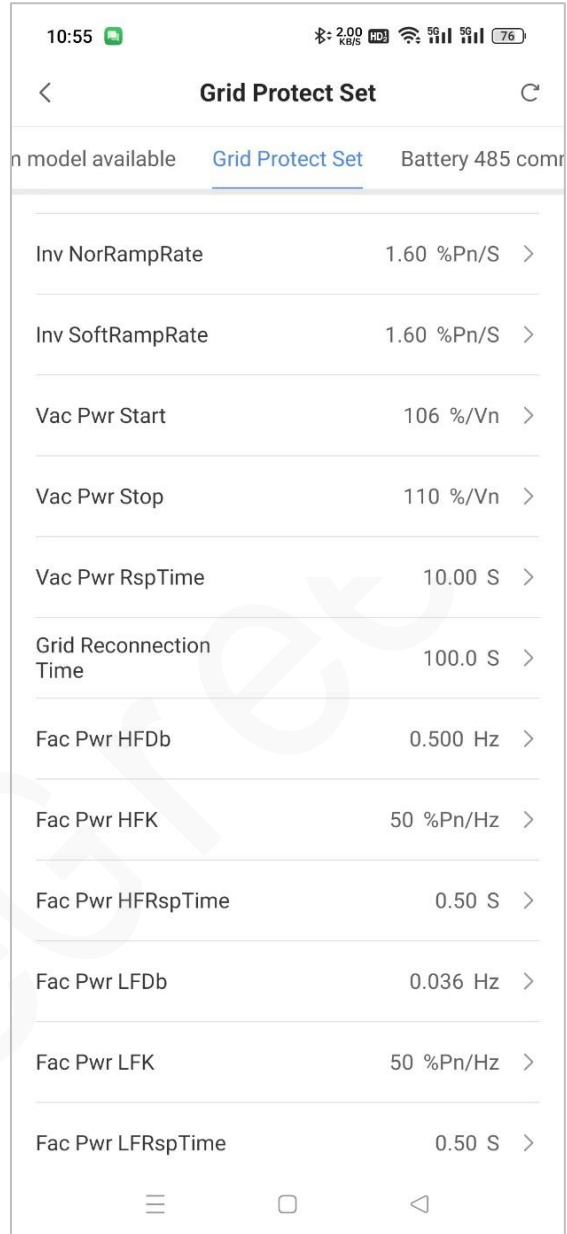 10:55
2.00 KB/S HD2 5G 5G 76
Grid Protect Set
n model available Grid Protect Set Battery 485 comm
Inv NorRampRate 1.60 %Pn/S
Inv SoftRampRate 1.60 %Pn/S
Vac Pwr Start 106 %/Vn
Vac Pwr Stop 110 %/Vn
Vac Pwr RspTime 10.00 S
Grid Reconnection
Time 100.0 S
Fac Pwr HFDb 0.500 Hz
Fac Pwr HFK 50 %Pn/Hz
Fac Pwr HFRspTime 0.50 S
Fac Pwr LFDb 0.036 Hz
Fac Pwr LFK 50 %Pn/Hz
Fac Pwr LFRspTime 0.50 S